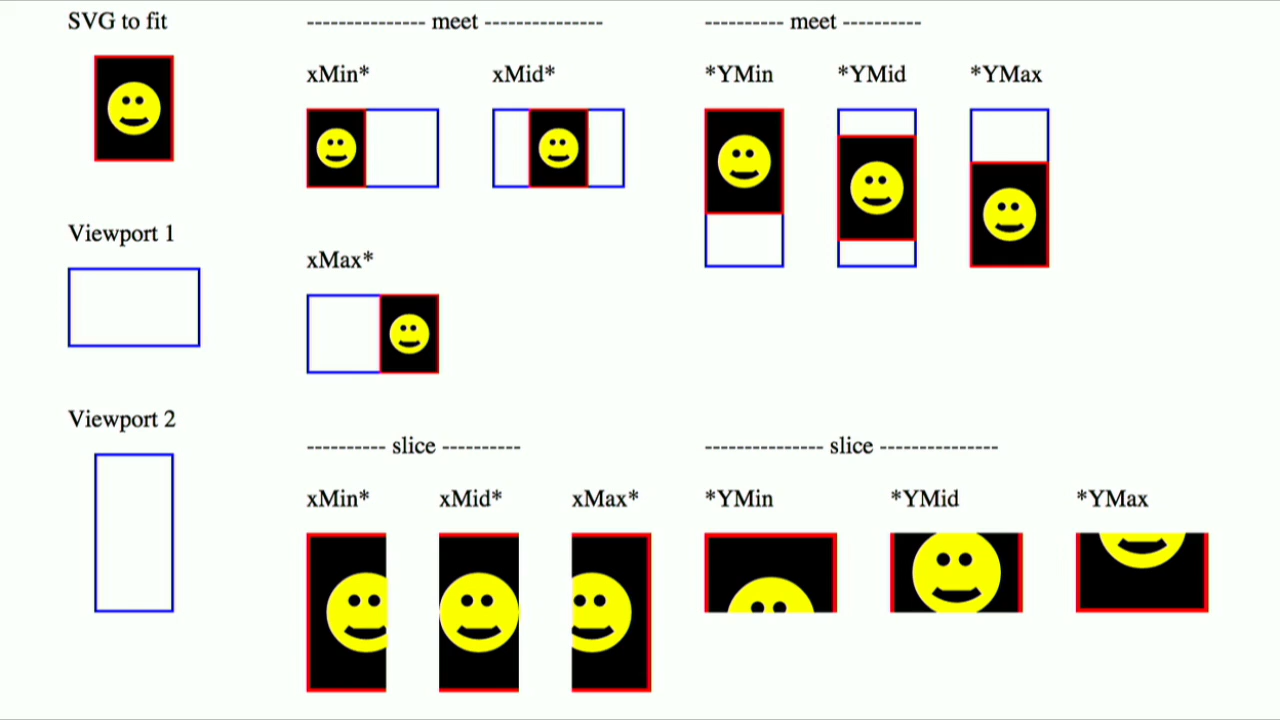 SVG to fit
--------------- meet ---------------
---------- meet ----------
xMin*
xMid*
*YMin
*YMid
*YMax
Viewport 1
xMax*
Viewport 2
---------- slice ----------
--------------- slice ---------------
xMin*
xMid*
xMax*
*YMin
*YMid
*YMax